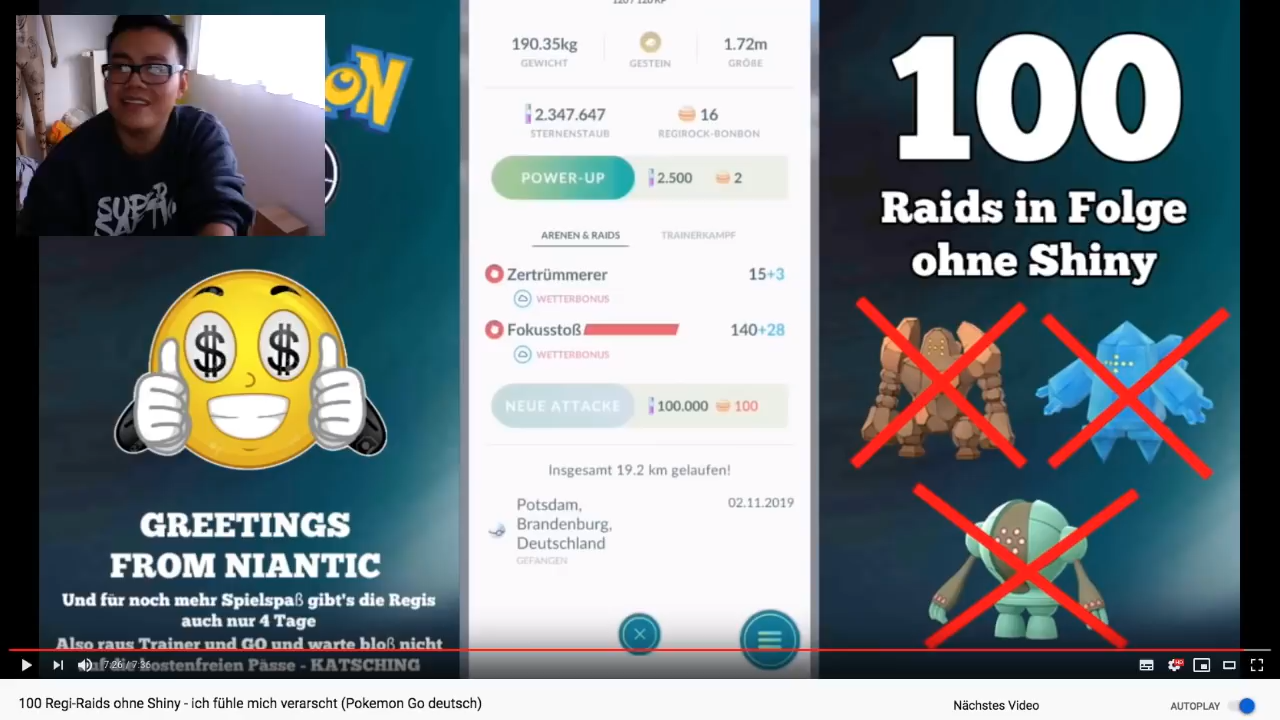 120 / 120 KP
190.35kg
GEWICHT
GESTEIN
1.72m
GRÖßE
2.347.647
STERNENSTAUB
16
REGIROCK-BONBON
POWER-UP
2.500
2
ARENEN & RAIDS
TRAINERKAMPF
Zertrümmerer
15+3
WETTERBONUS
Fokusstoß
140+28
WETTERBONUS
NEUE ATTACKE
100.000
100
Insgesamt 19.2 km gelaufen!
Potsdam,
Brandenburg,
Deutschland
GEFANGEN
02.11.2019
100
Raids in Folge
ohne Shiny
SUPER
$ $
GREETINGS
FROM NIANTIC
Und für noch mehr Spielspaß gibt's die Regis
auch nur 4 Tage
Also raus Trainer und GO und warte bloß nicht
kostenfreien Pässe - KATSCHING
7:26 / 7:36
HD
100 Regi-Raids ohne Shiny - ich fühle mich verarscht (Pokemon Go deutsch)
Nächstes Video
AUTOPLAY